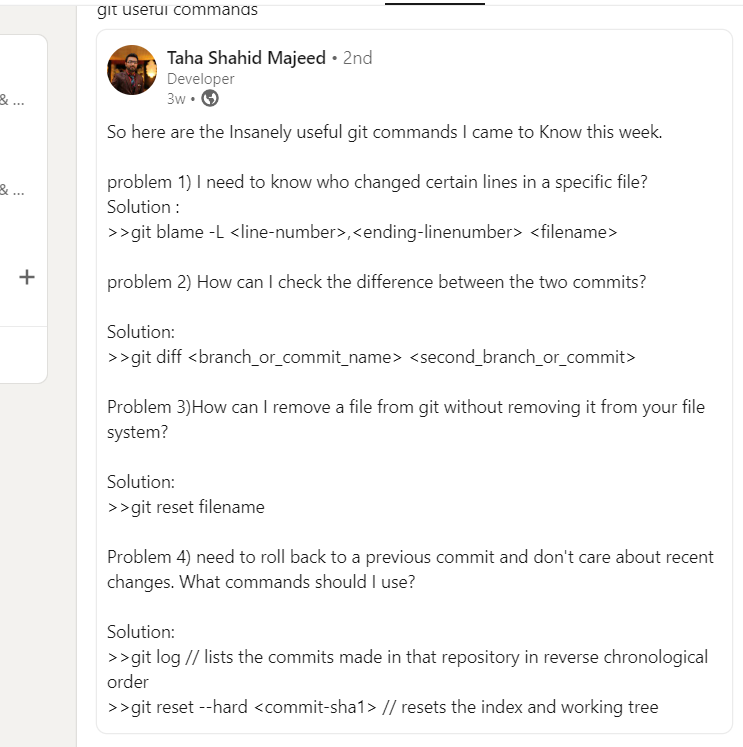 git useful commands
Taha Shahid Majeed • 2nd
Developer
3w •
& ...
& ...
+
So here are the Insanely useful git commands I came to Know this week.
problem 1) I need to know who changed certain lines in a specific file?
Solution :
>>git blame -L <line-number>,<ending-linenumber> <filename>
problem 2) How can I check the difference between the two commits?
Solution:
>>git diff <branch_or_commit_name> <second_branch_or_commit>
Problem 3)How can I remove a file from git without removing it from your file
system?
Solution:
>>git reset filename
Problem 4) need to roll back to a previous commit and don't care about recent
changes. What commands should I use?
Solution:
>>git log // lists the commits made in that repository in reverse chronological
order
>>git reset --hard <commit-sha1> // resets the index and working tree